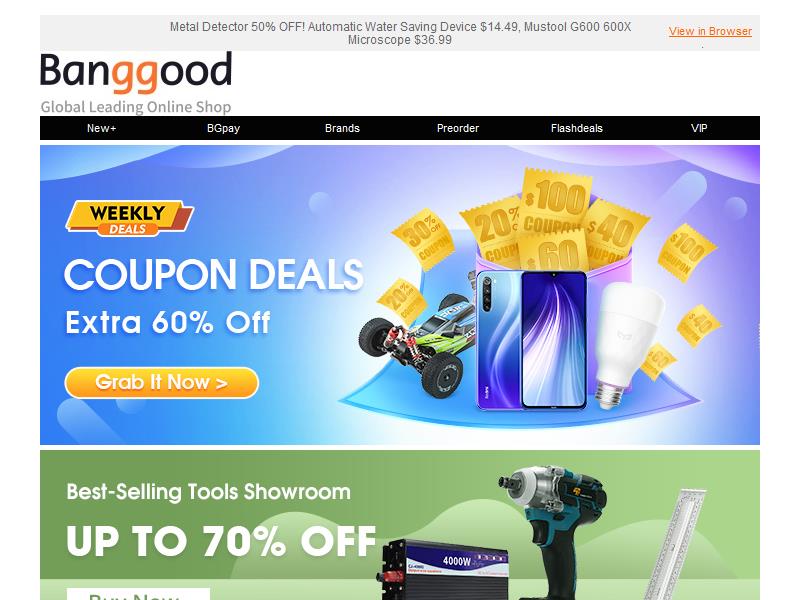 Metal Detector 50% OFF! Automatic Water Saving Device $14.49, Mustool G600 600X
Microscope $36.99
View in Browser
.
Banggood
Global Leading Online Shop
New+ BGpay Brands Preorder Flashdeals VIP
WEEKLY
DEALS
COUPON DEALS
Extra 60% Off
Grab It Now >
$100
COUPON
30% Off
COUPON
20%
COUPON
$40
$60
$100
COUPON
20%
COUPON
$40
$60
Redmi
Best-Selling Tools Showroom
UP TO 70% OFF
4000W
Buy Now